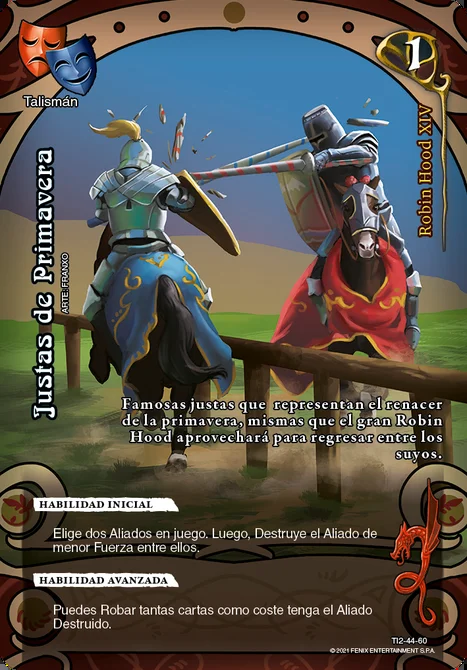 1
Talismán
Robin Hood XIV
Justas de Primavera
ARTE: FRANXO
Famosas justas que representan el renacer
de la primavera, mismas que el gran Robin
Hood aprovechará para regresar entre los
suyos.
HABILIDAD INICIAL
Elige dos Aliados en juego. Luego, Destruye el Aliado de
menor Fuerza entre ellos.
HABILIDAD AVANZADA
Puedes Robar tantas cartas como coste tenga el Aliado
Destruido.
TI2-44-60
© 2021 FENIX ENTERTAINMENT S.P.A.